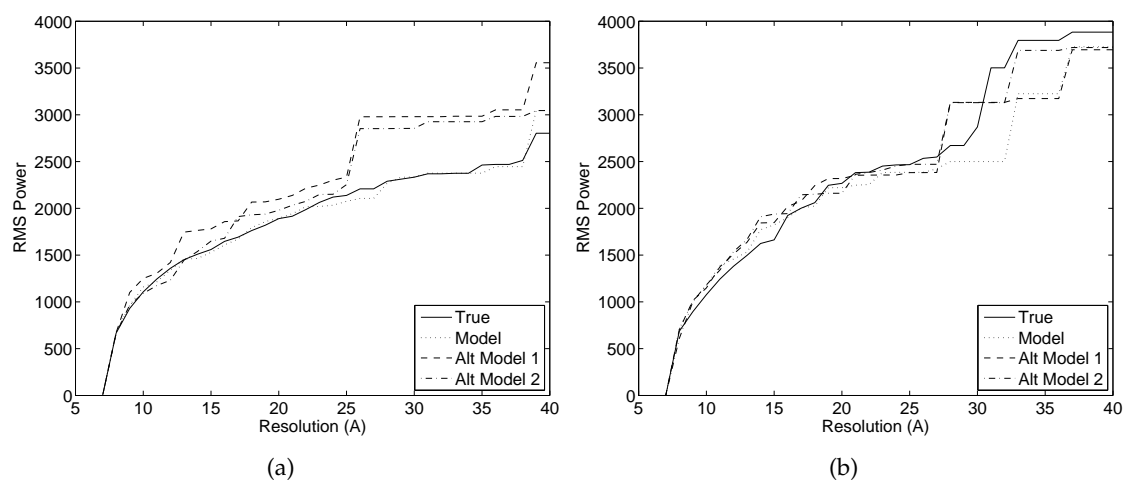 4000
3500
3000
2500
2000
1500
1000
500
0
RMS Power
5 10 15 20 25 30 35 40
Resolution (A)
True
Model
Alt Model 1
Alt Model 2
(a)
4000
3500
3000
2500
2000
1500
1000
500
0
RMS Power
5 10 15 20 25 30 35 40
Resolution (A)
True
Model
Alt Model 1
Alt Model 2
(b)